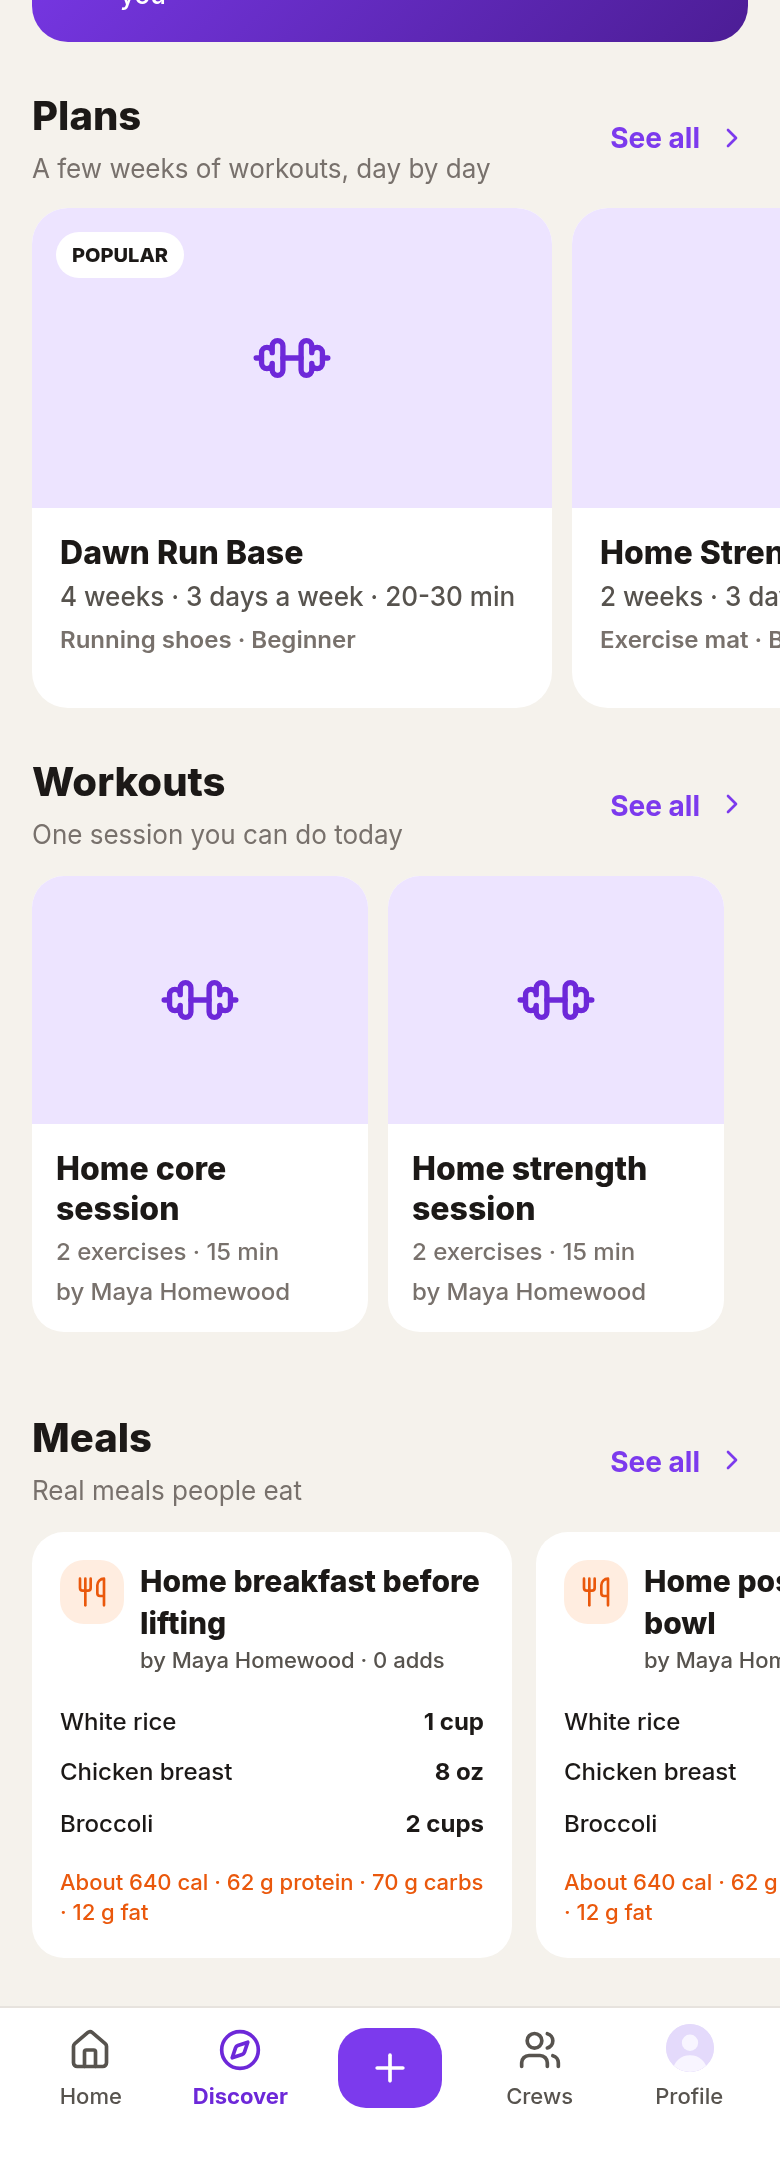 you
Plans
See all
A few weeks of workouts, day by day
POPULAR
Dawn Run Base
4 weeks · 3 days a week · 20-30 min
Running shoes · Beginner
Home Stren
2 weeks · 3 da
Exercise mat · B
Workouts
See all
One session you can do today
Home core
session
2 exercises · 15 min
by Maya Homewood
Home strength
session
2 exercises · 15 min
by Maya Homewood
Meals
See all
Real meals people eat
Home breakfast before
lifting
by Maya Homewood · 0 adds
White rice 1 cup
Chicken breast 8 oz
Broccoli 2 cups
About 640 cal · 62 g protein · 70 g carbs
· 12 g fat
Home pos
bowl
by Maya Hom
White rice
Chicken breast
Broccoli
About 640 cal · 62 g
· 12 g fat
Home
Discover
Crews
Profile